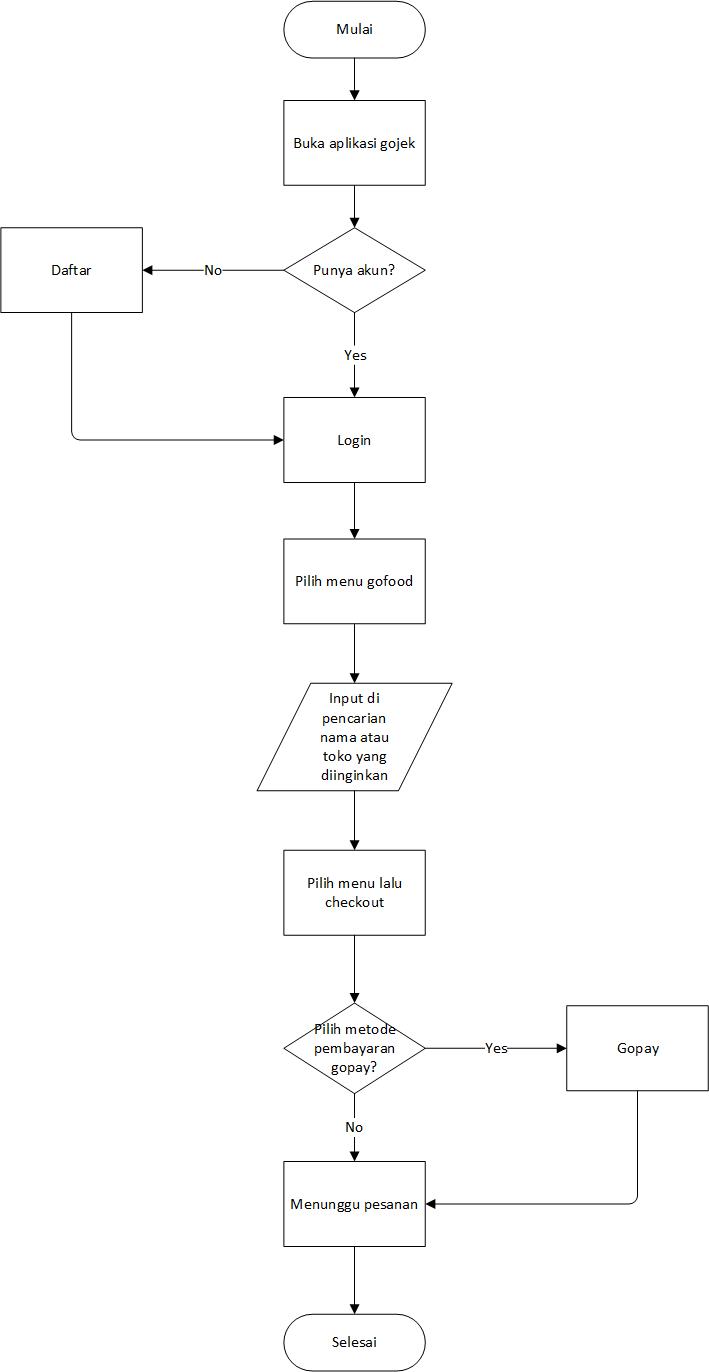 Mulai
Buka aplikasi gojek
Punya akun?
No
Daftar
Yes
Login
Pilih menu gofood
Input di
pencarian
nama atau
toko yang
diinginkan
Pilih menu lalu
checkout
Pilih metode
pembayaran
gopay?
Yes
Gopay
No
Menunggu pesanan
Selesai